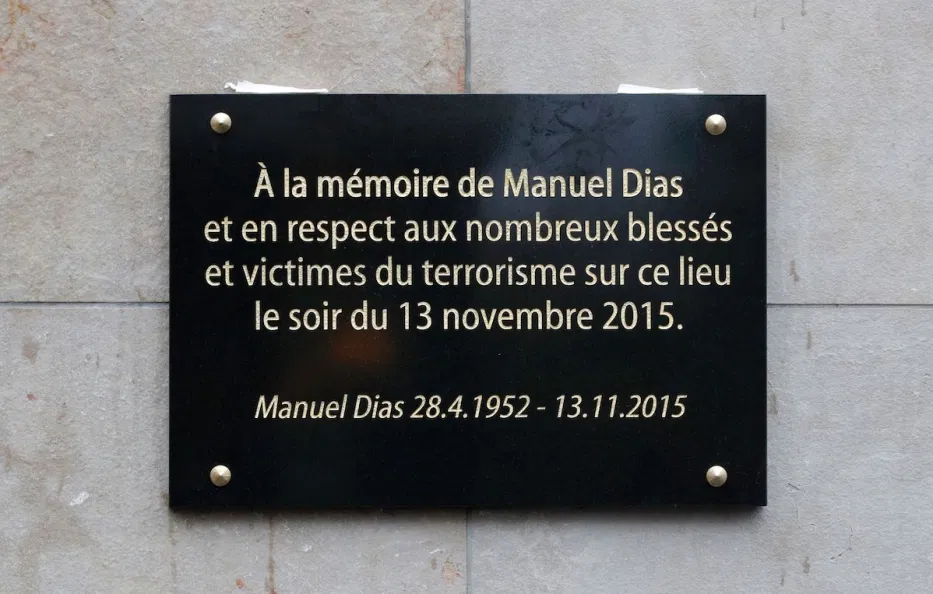 À la mémoire de Manuel Dias
et en respect aux nombreux blessés
et victimes du terrorisme sur ce lieu
le soir du 13 novembre 2015.
Manuel Dias 28.4.1952 - 13.11.2015